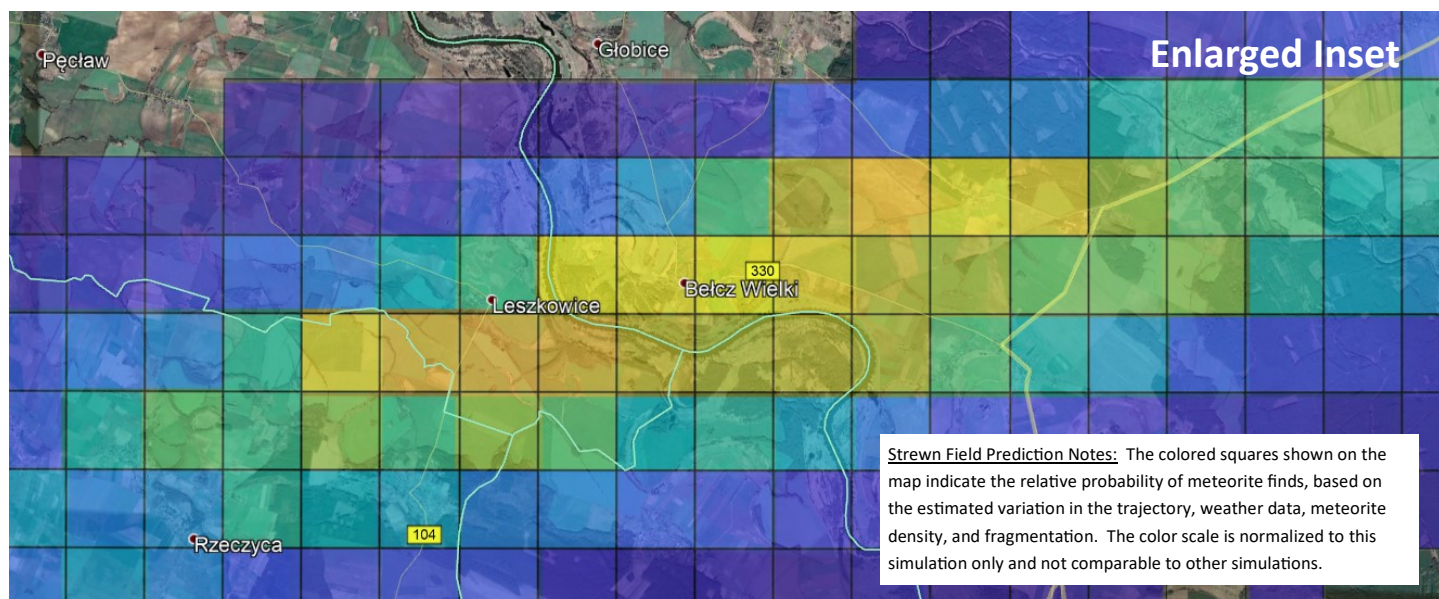 Enlarged Inset
Głobice
Pęcław
330
Bełcz Wielki
Leszkowice
104
Rzeczyca
Strewn Field Prediction Notes: The colored squares shown on the
map indicate the relative probability of meteorite finds, based on
the estimated variation in the trajectory, weather data, meteorite
density, and fragmentation. The color scale is normalized to this
simulation only and not comparable to other simulations.